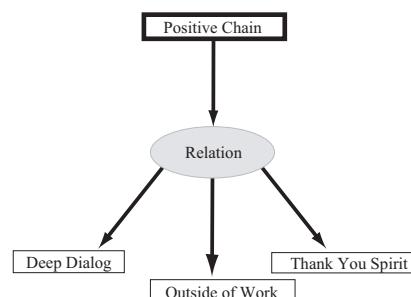 Positive Chain
Relation
Deep Dialog
Thank You Spirit
Outside of Work